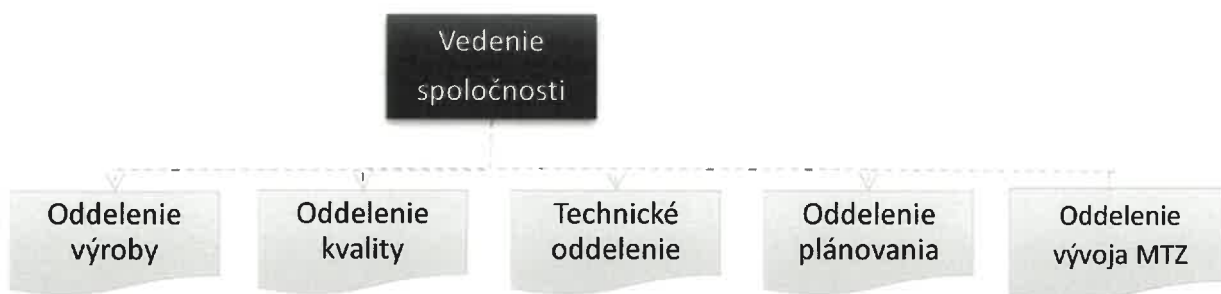 Vedenie
spoločnosti
Oddelenie
výroby
Oddelenie
kvality
Technické
oddelenie
Oddelenie
plánovania
Oddelenie
vývoja MTZ